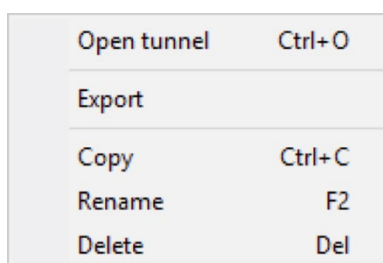 Open tunnel Ctrl+O
Export
Copy Ctrl+C
Rename F2
Delete Del